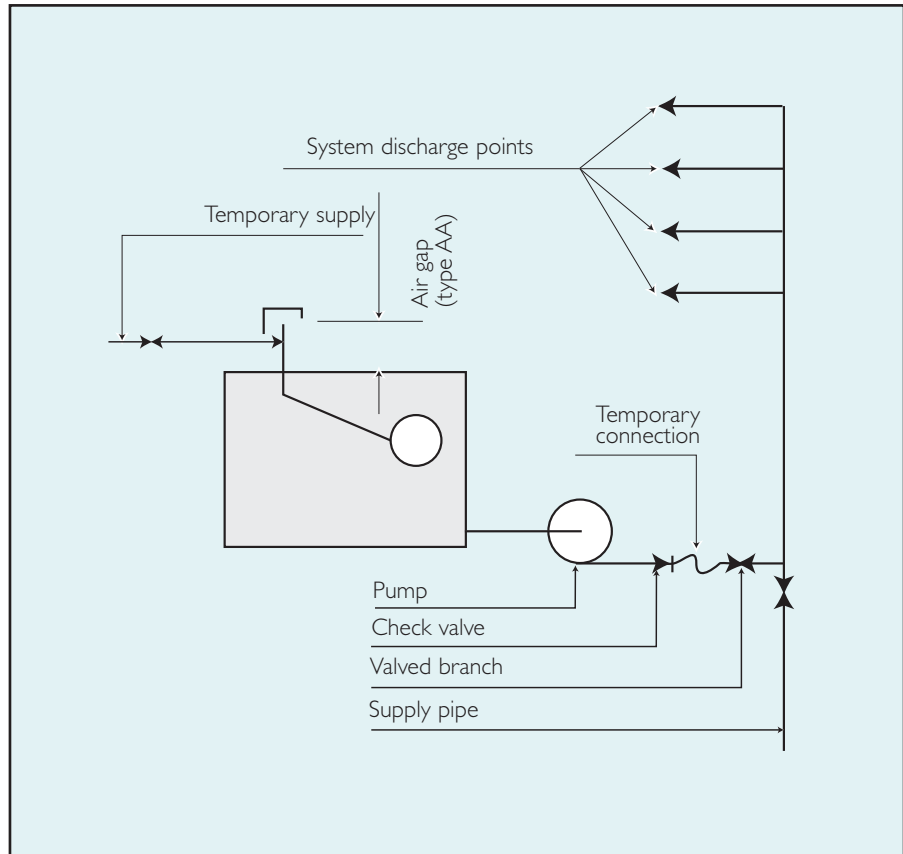 System discharge points
Temporary supply
Air gap
(type AA)
Temporary
connection
Pump
Check valve
Valved branch
Supply pipe